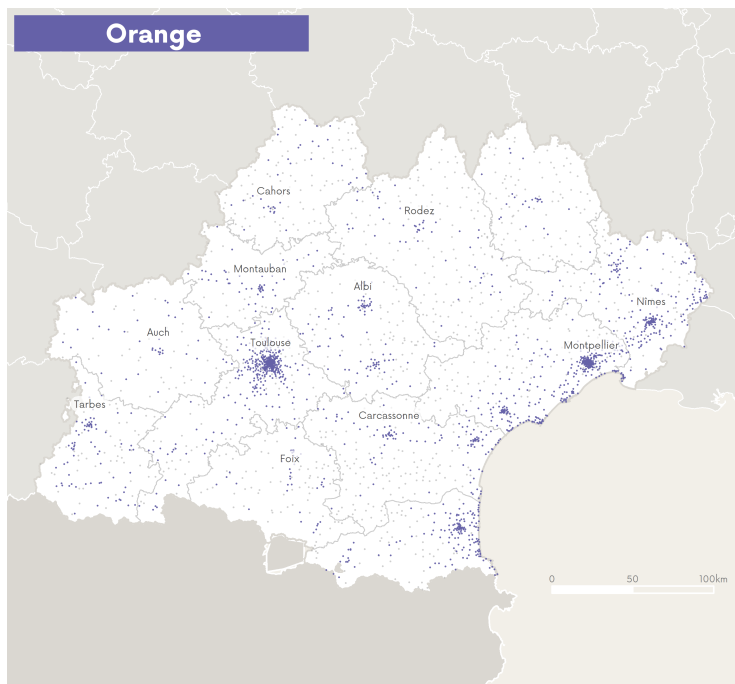 Orange
Cahors
Rodez
Montauban
Albi
Nîmes
Auch
Toulouse
Montpellier
Tarbes
Carcassonne
Foix
0 50 100km